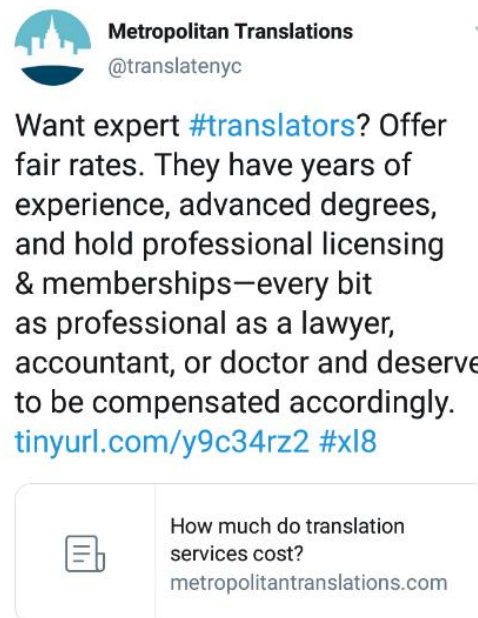 Metropolitan Translations
@translatenyc
Want expert #translators? Offer
fair rates. They have years of
experience, advanced degrees,
and hold professional licensing
& memberships—every bit
as professional as a lawyer,
accountant, or doctor and deserve
to be compensated accordingly.
tinyurl.com/y9c34rz2 #xl8
How much do translation
services cost?
metropolitantranslations.com